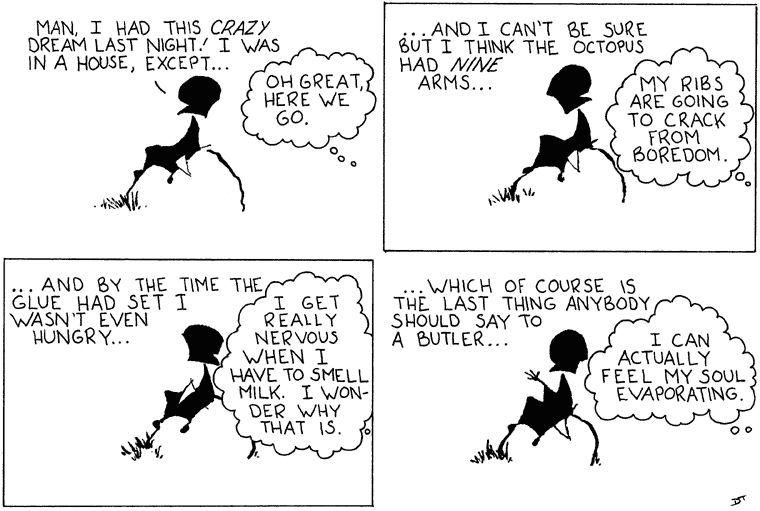 MAN, I HAD THIS CRAZY
DREAM LAST NIGHT! I WAS
IN A HOUSE, EXCEPT...
OH GREAT,
HERE WE
GO.
...AND I CAN'T BE SURE
BUT I THINK THE OCTOPUS
HAD NINE
ARMS...
MY RIBS
ARE GOING
TO CRACK
FROM
BOREDOM.
...AND BY THE TIME THE
GLUE HAD SET I
WASN'T EVEN
HUNGRY...
I GET
REALLY
NERVOUS
WHEN I
HAVE TO SMELL
MILK. I WON-
DER WHY
THAT IS.
...WHICH OF COURSE IS
THE LAST THING ANYBODY
SHOULD SAY TO
A BUTLER...
I CAN
ACTUALLY
FEEL MY SOUL
EVAPORATING.